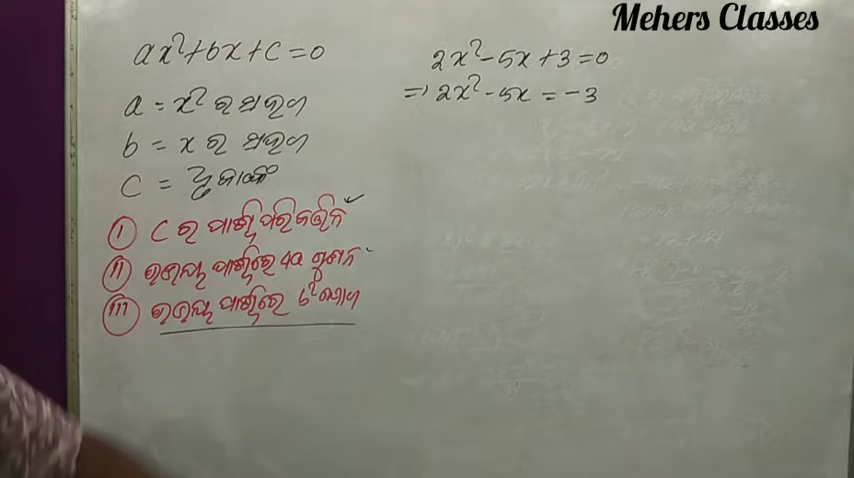 Mehers Classes
ax²+bx+c=0
a = x² ର ସହଗ
b = x ର ସହଗ
c = ଧ୍ରୁବାଙ୍କ
I c ର ପାର୍ଶ୍ୱ ପରିବର୍ତ୍ତନ
II ଉଭୟ ପାର୍ଶ୍ୱରେ 4a ଗୁଣନ
III ଉଭୟ ପାର୍ଶ୍ୱରେ b² ଯୋଗ
2x²-5x+3=0
⇒ 2x²-5x = -3